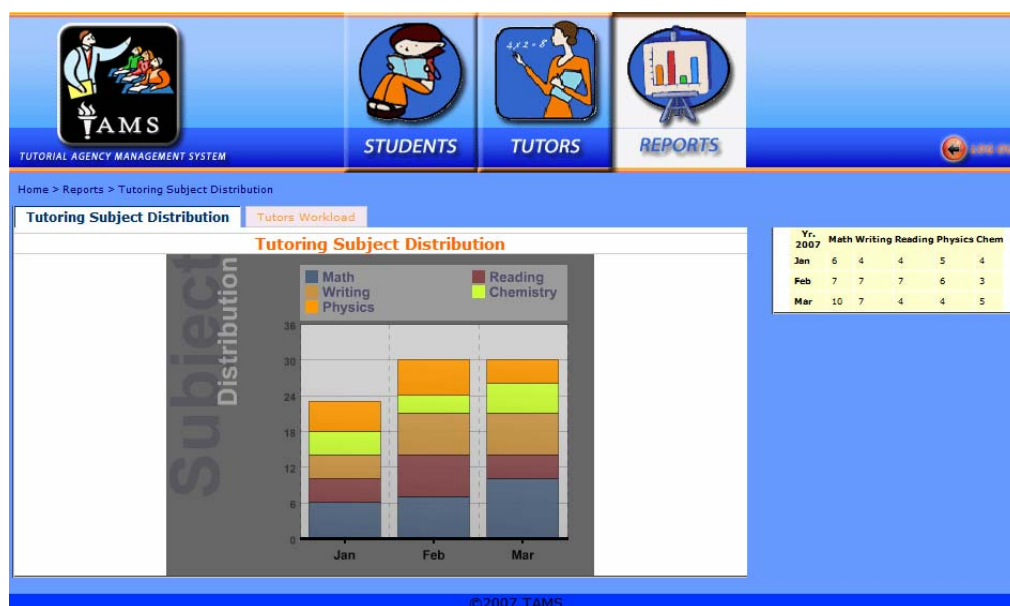 4 x 2 = 8
TAMS
TUTORIAL AGENCY MANAGEMENT SYSTEM
STUDENTS
TUTORS
REPORTS
Home > Reports > Tutoring Subject Distribution
Tutoring Subject Distribution
Tutors Workload
Tutoring Subject Distribution
Subject
Distribution
Math
Reading
Writing
Chemistry
Physics
36
30
24
18
12
6
0
Jan Feb Mar
Yr. 2007 Math Writing Reading Physics Chem
Jan 6 4 4 5 4
Feb 7 7 7 6 3
Mar 10 7 4 4 5
©2007 TAMS